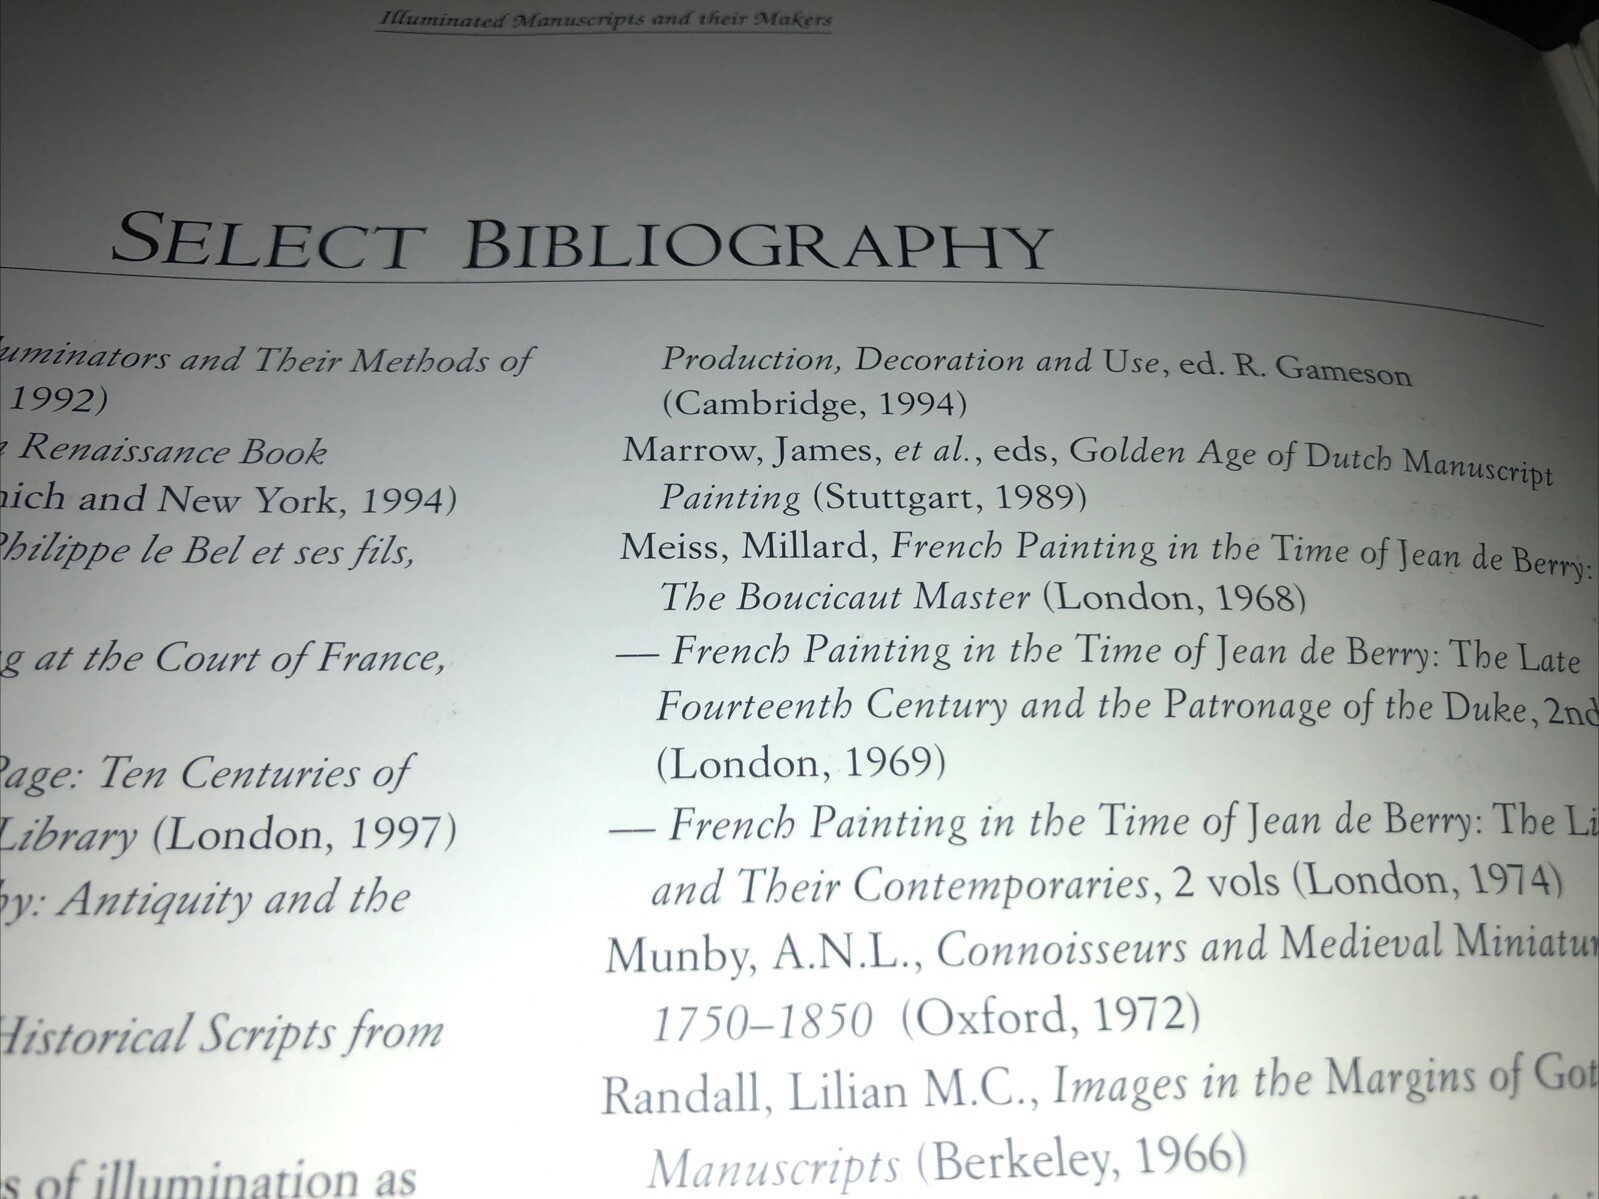 Illuminated Manuscripts and their Makers
SELECT BIBLIOGRAPHY
and Their Methods of
1992)
Renaissance Book
and New York, 1994)
Philippe le Bel et ses fils,
at the Court of France,
Page: Ten Centuries of
Library (London, 1997)
Antiquity and the
Historical Scripts from
of illumination as
Production, Decoration and Use, ed. R. Gameson
(Cambridge, 1994)
Marrow, James, et al., eds, Golden Age of Dutch Manuscript
Painting (Stuttgart, 1989)
Meiss, Millard, French Painting in the Time of Jean de Berry:
The Boucicaut Master (London, 1968)
— French Painting in the Time of Jean de Berry: The Late
Fourteenth Century and the Patronage of the Duke, 2nd
(London, 1969)
— French Painting in the Time of Jean de Berry: The
and Their Contemporaries, 2 vols (London, 1974)
Munby, A.N.L., Connoisseurs and Medieval
1750–1850 (Oxford, 1972)
Randall, Lilian M.C., Images in the Margins of
Manuscripts (Berkeley, 1966)